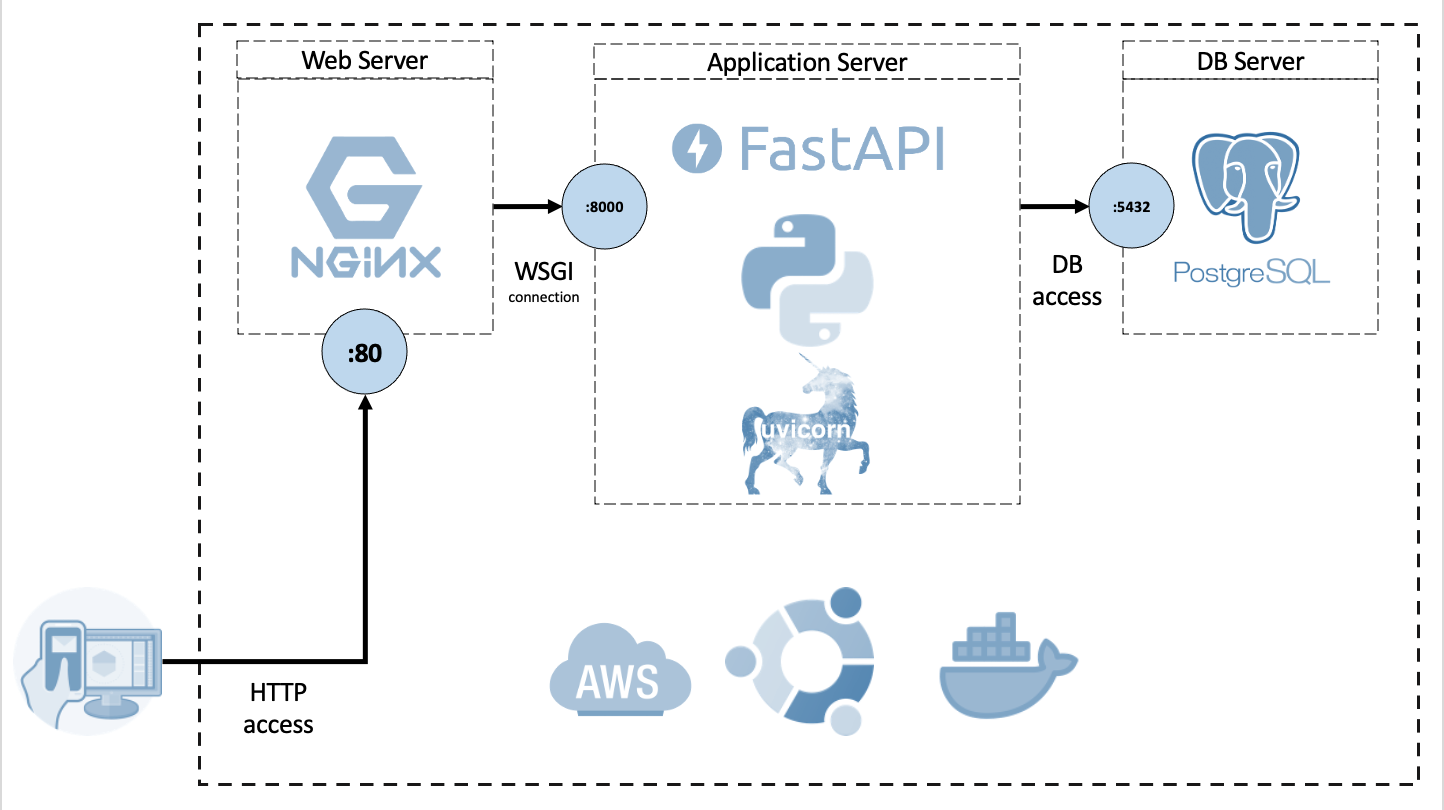 Web Server
NGiNX
:80
WSGI
connection
Application Server
:8000
FastAPI
uvicorn
DB
access
DB Server
:5432
PostgreSQL
HTTP
access
AWS